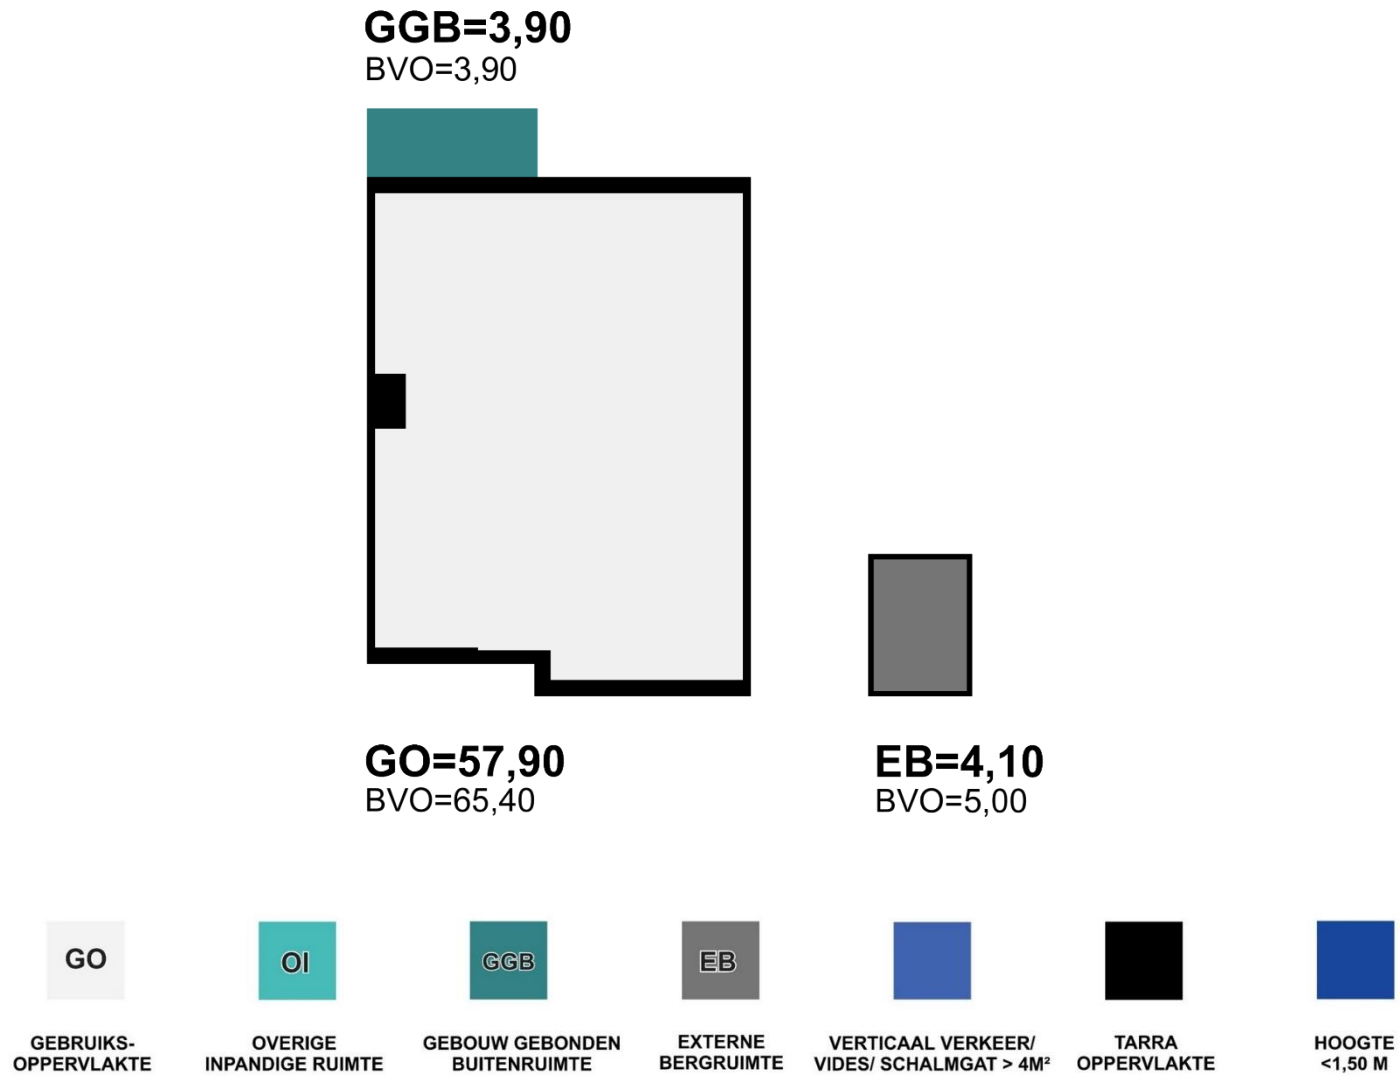 GGB=3,90
BVO=3,90
GO=57,90
BVO=65,40
EB=4,10
BVO=5,00
GO
OI
GGB
EB
GEBRUIKS-
OPPERVLAKTE
OVERIGE
INPANDIGE RUIMTE
GEBOUW GEBONDEN
BUITENRUIMTE
EXTERNE
BERGRUIMTE
VERTICAAL VERKEER/
VIDES/ SCHALMGAT > 4M²
TARRA
OPPERVLAKTE
HOOGTE
<1,50 M